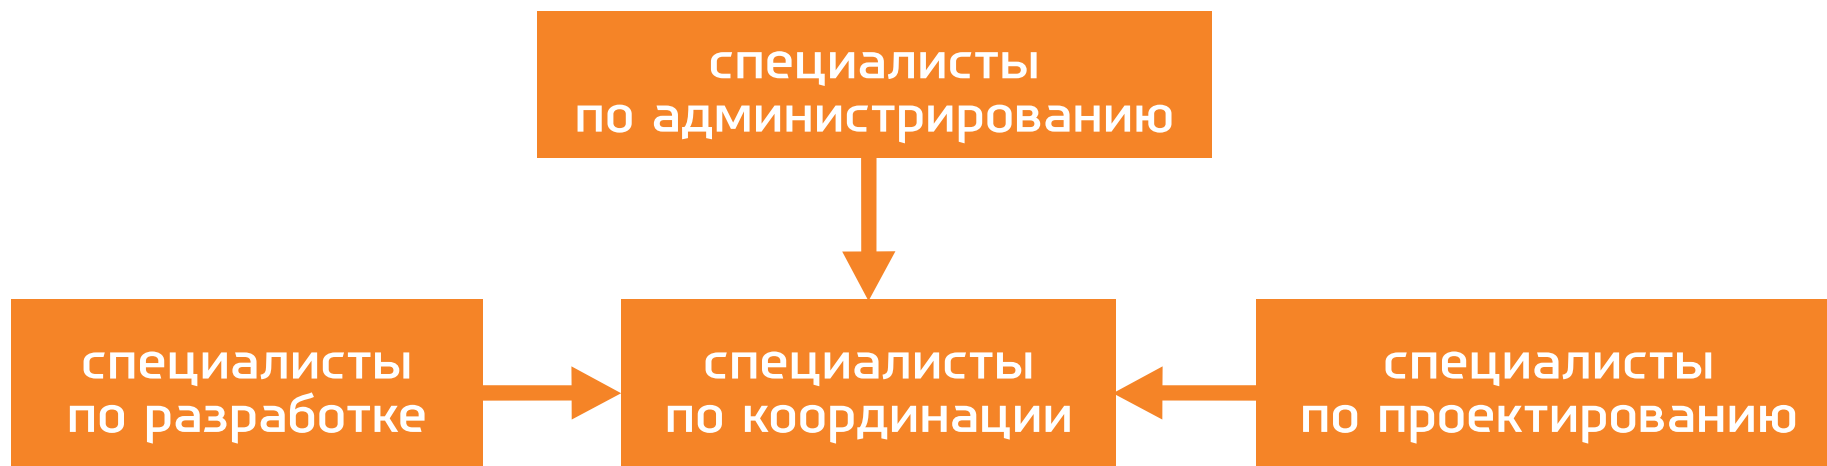 специалисты
по администрированию
специалисты
по разработке
специалисты
по координации
специалисты
по проектированию